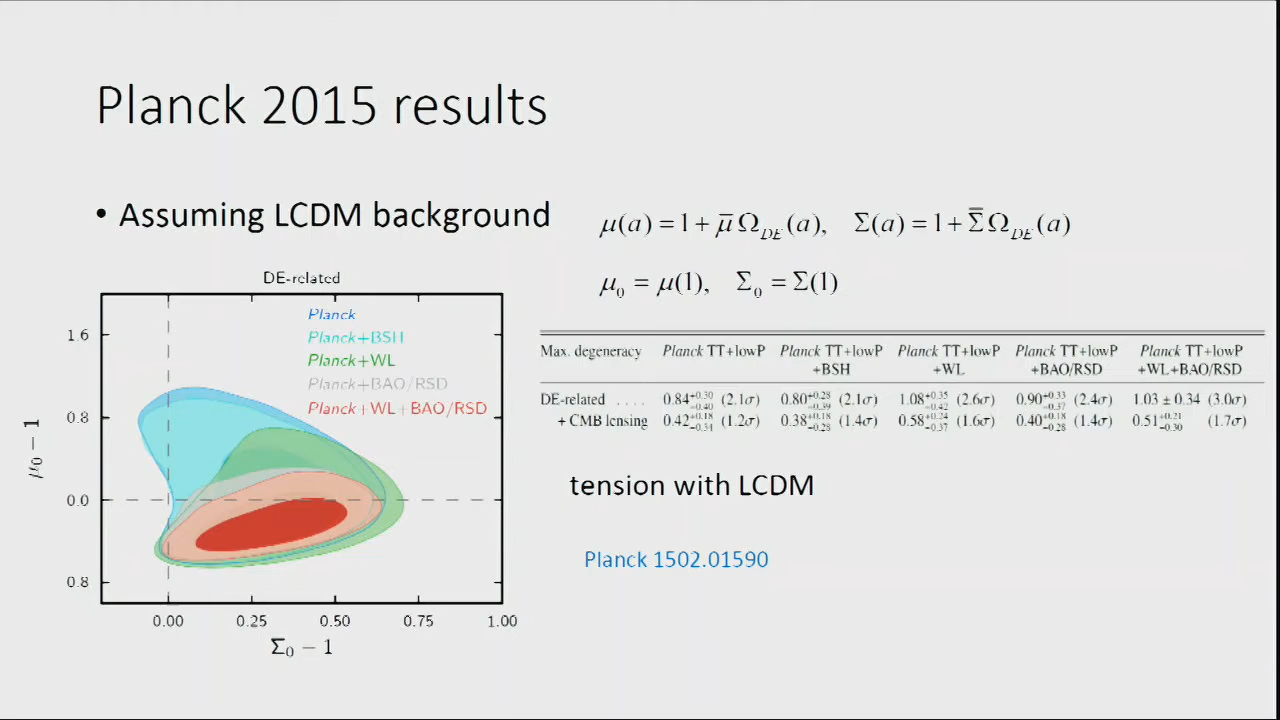 Planck 2015 results
• Assuming LCDM background
μ(a) = 1 + μ̄ Ω_DE (a), Σ(a) = 1 + Σ̄ Ω_DE (a)
μ₀ = μ(1), Σ₀ = Σ(1)
DE-related
Planck
Planck+BSH
Planck+WL
Planck+BAO/RSD
Planck+WL+BAO/RSD
1.6
0.8
0.0
0.8
μ₀ − 1
0.00 0.25 0.50 0.75 1.00
Σ₀ − 1
Max. degeneracy Planck TT+lowP Planck TT+lowP Planck TT+lowP Planck TT+lowP Planck TT+lowP
+BSH +WL +BAO/RSD +WL+BAO/RSD
DE-related . . . . 0.84+0.30−0.40 (2.1σ) 0.80+0.28−0.39 (2.1σ) 1.08+0.35−0.42 (2.6σ) 0.90+0.33−0.37 (2.4σ) 1.03 ± 0.34 (3.0σ)
+ CMB lensing 0.42+0.18−0.34 (1.2σ) 0.38+0.18−0.28 (1.4σ) 0.58+0.24−0.37 (1.6σ) 0.40+0.18−0.28 (1.4σ) 0.51+0.21−0.30 (1.7σ)
tension with LCDM
Planck 1502.01590